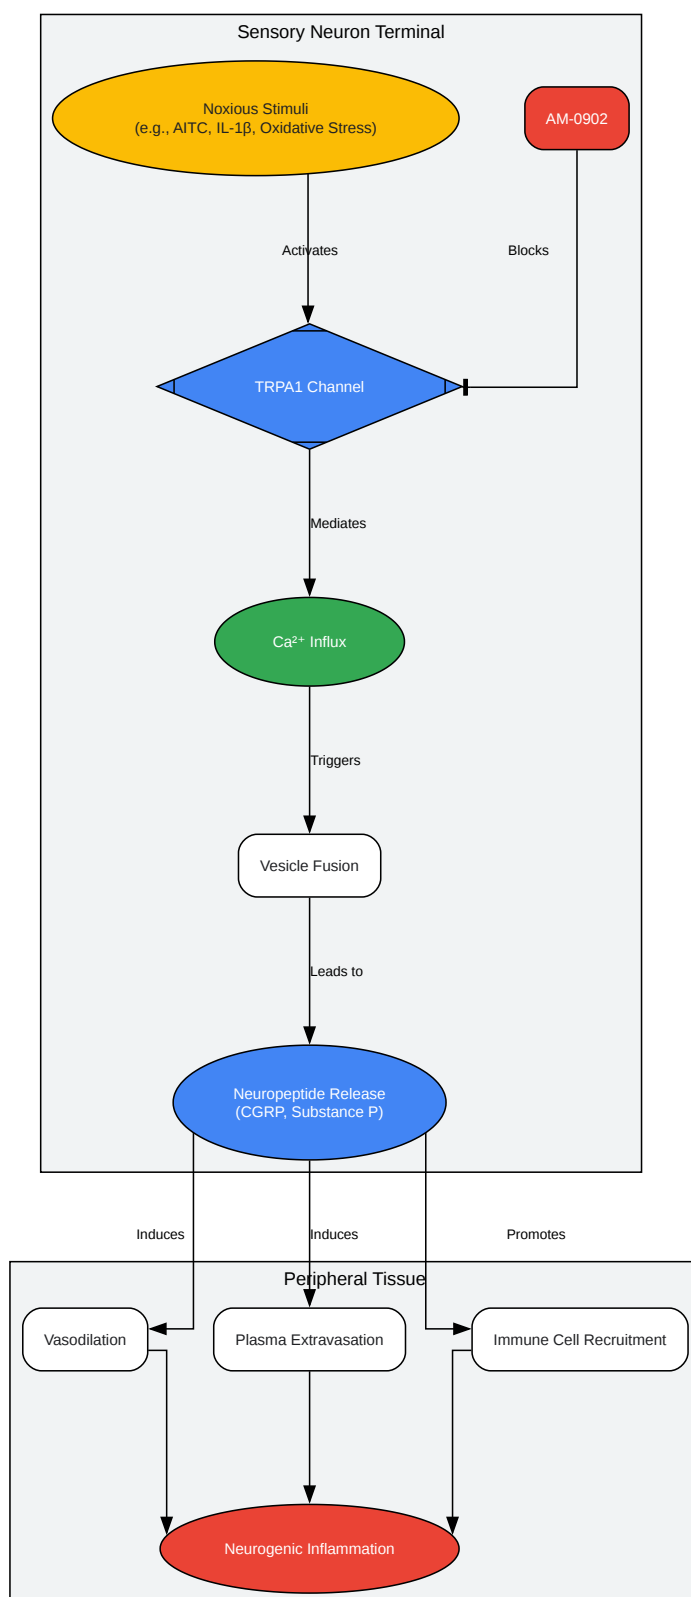 Sensory Neuron Terminal
Noxious Stimuli
(e.g., AITC, IL-1β, Oxidative Stress)
AM-0902
Activates
Blocks
TRPA1 Channel
Mediates
Ca²⁺ Influx
Triggers
Vesicle Fusion
Leads to
Neuropeptide Release
(CGRP, Substance P)
Induces
Induces
Promotes
Peripheral Tissue
Vasodilation
Plasma Extravasation
Immune Cell Recruitment
Neurogenic Inflammation